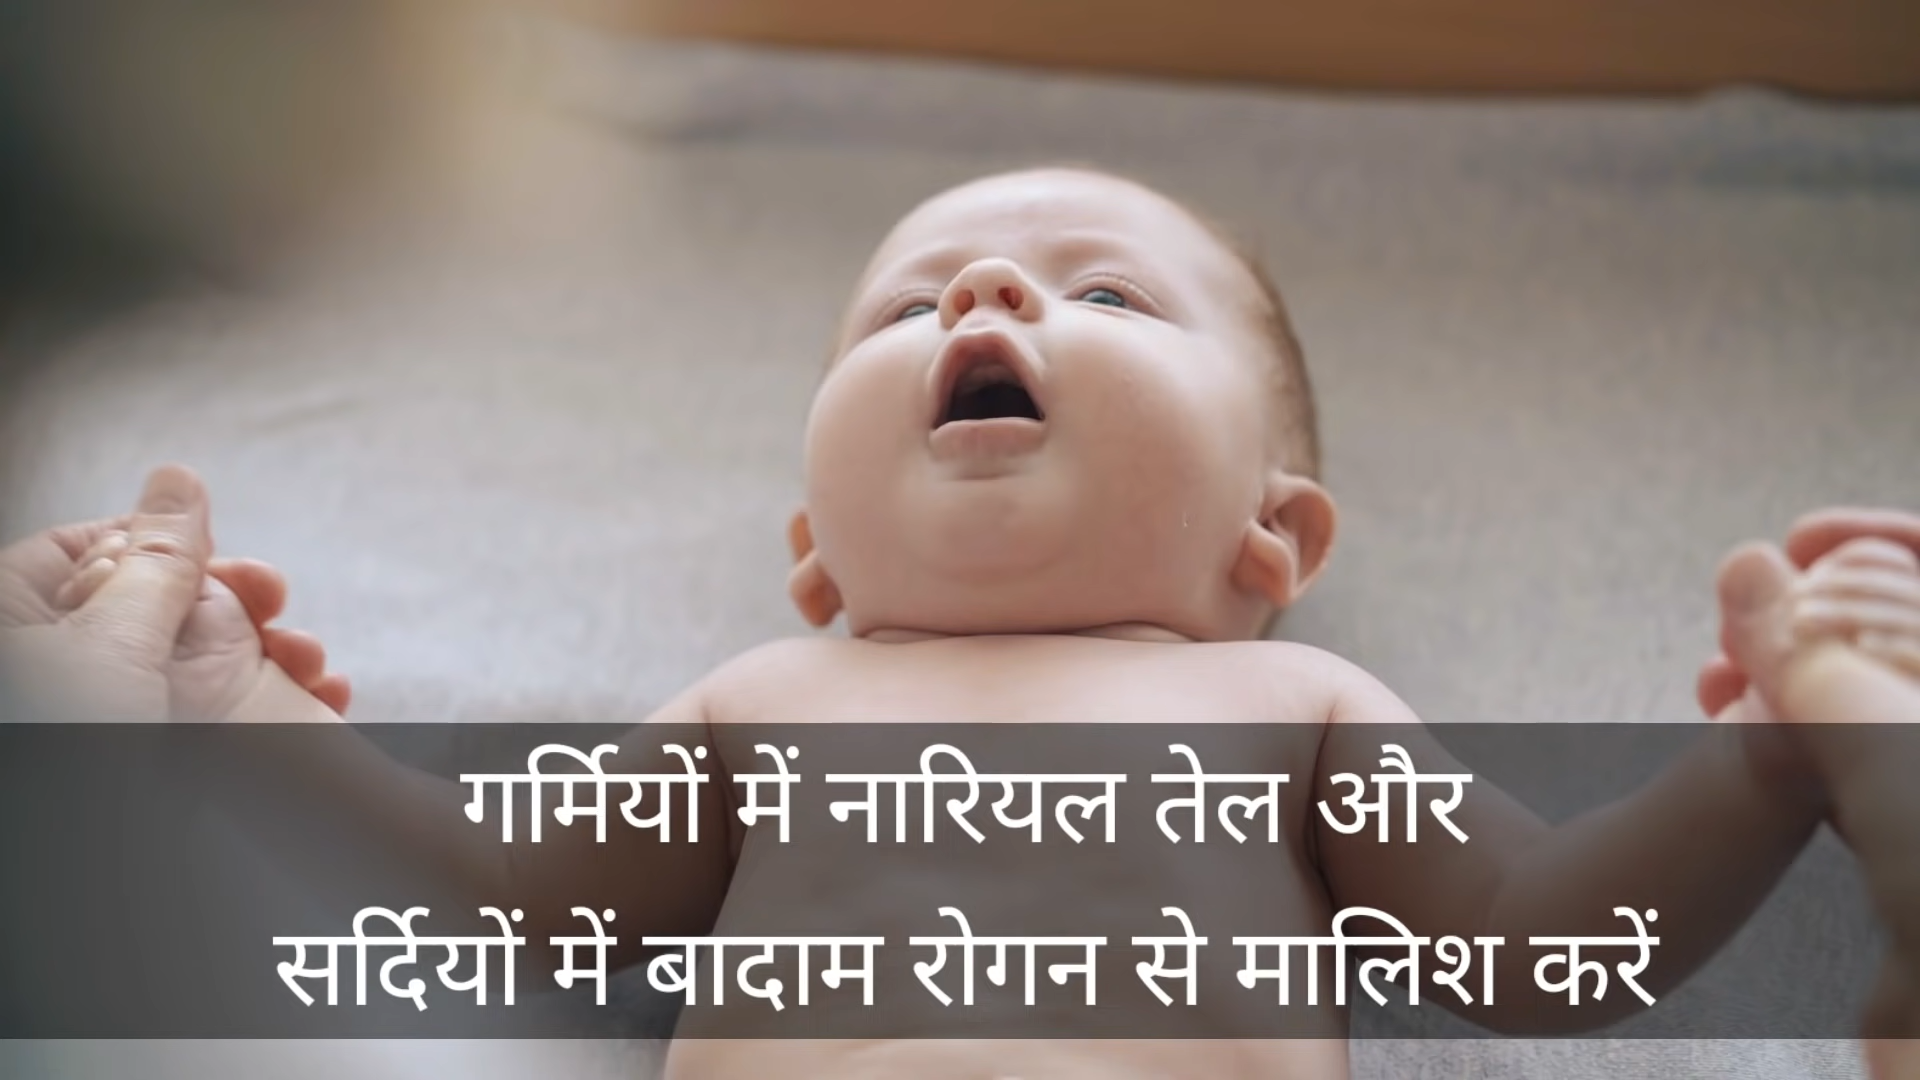 गर्मियों में नारियल तेल और
सर्दियों में बादाम रोगन से मालिश करें